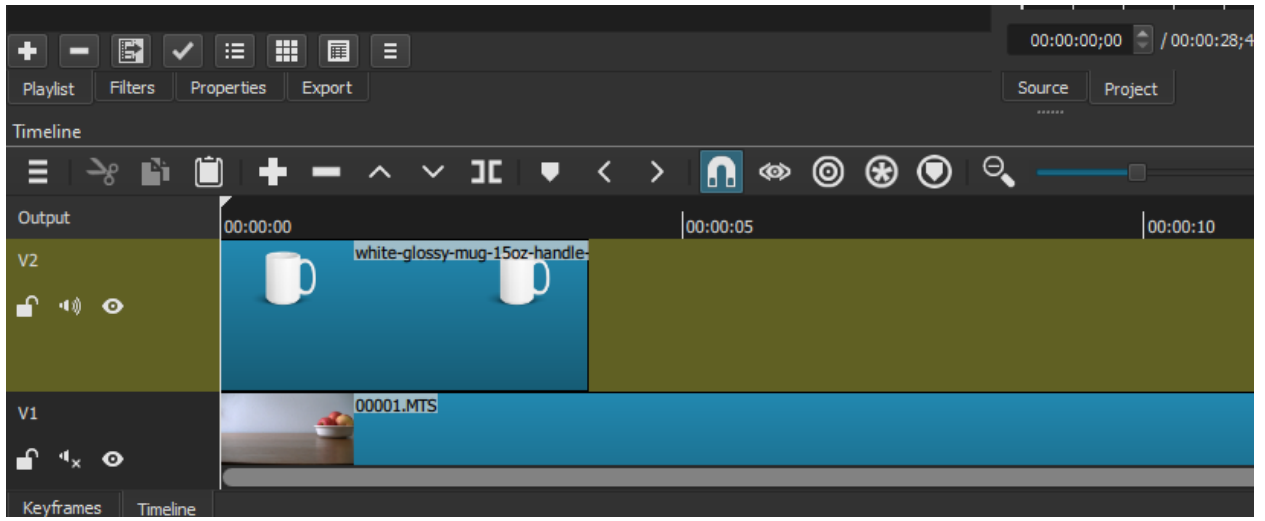 00:00:00;00 / 00:00:28;4
Playlist Filters Properties Export
Source Project
Timeline
Output 00:00:00 00:00:05 00:00:10
V2 white-glossy-mug-15oz-handle-
V1 00001.MTS
Keyframes Timeline